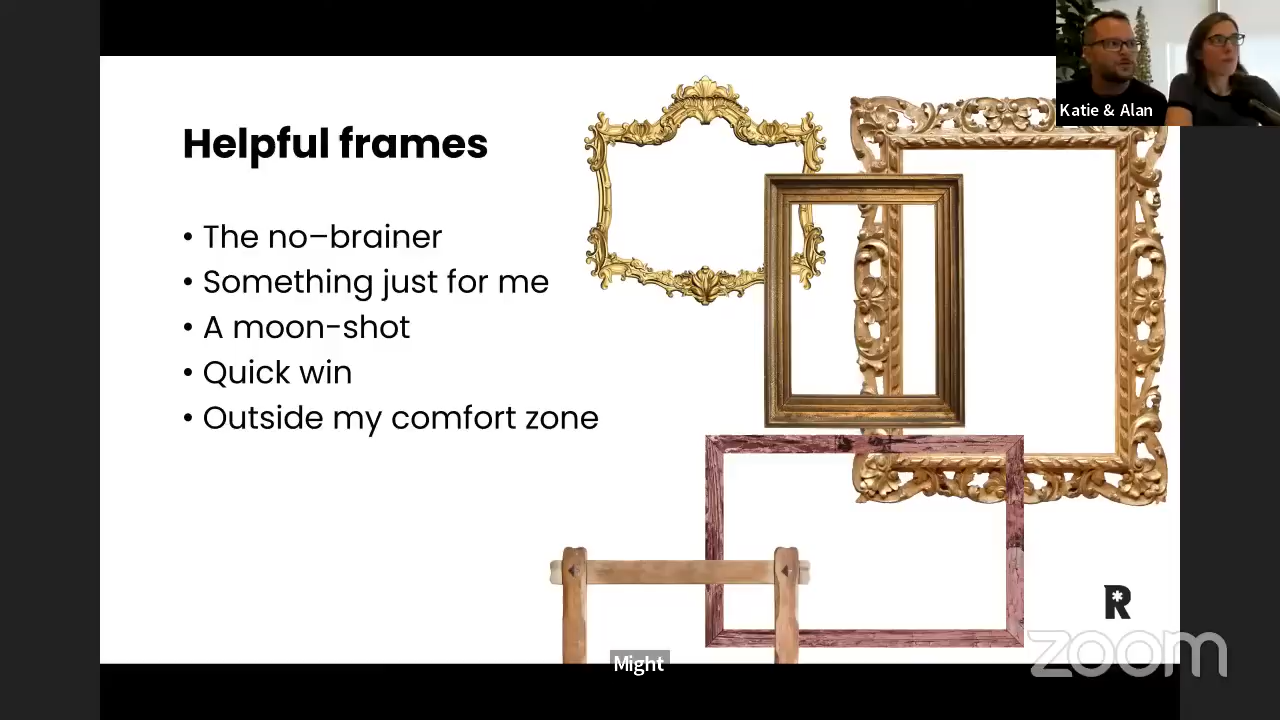 Katie & Alan
Helpful frames
• The no–brainer
• Something just for me
• A moon-shot
• Quick win
• Outside my comfort zone
R
zoom
Might